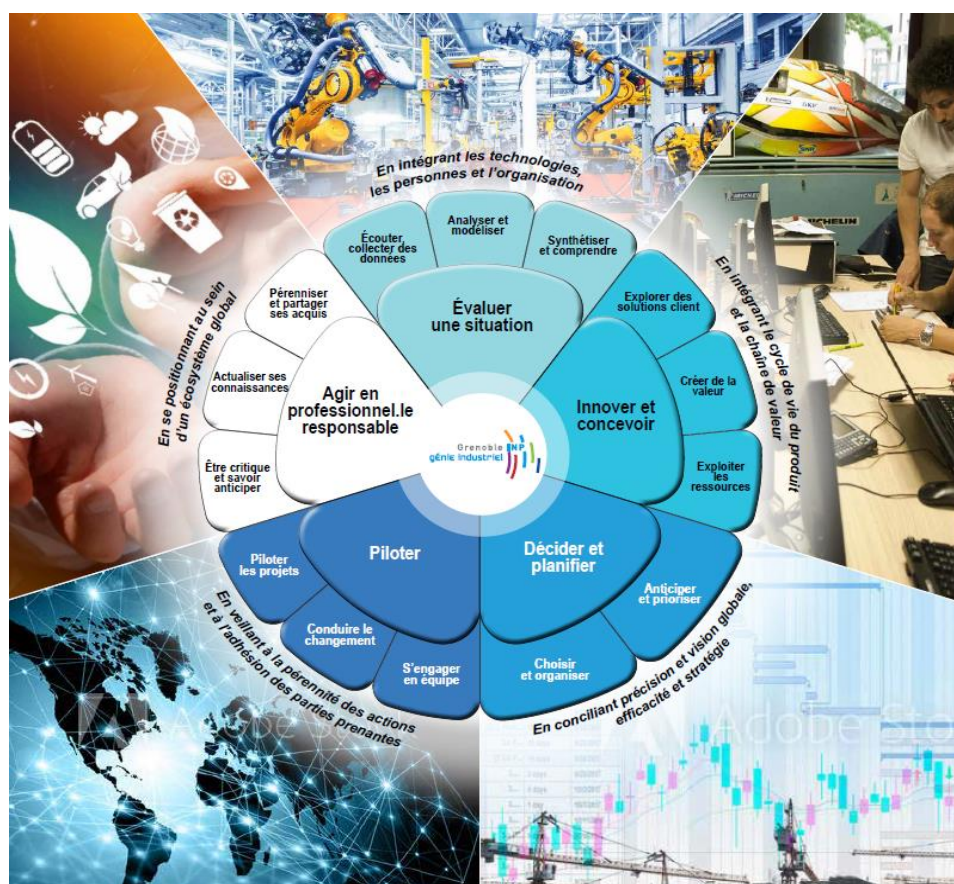 En intégrant les technologies,
les personnes et l'organisation
Écouter,
collecter des
données
Analyser et
modéliser
Synthétiser
et comprendre
Évaluer
une situation
En intégrant le cycle de vie du produit
et la chaîne de valeur
Explorer des
solutions client
Créer de la
valeur
Exploiter
les
ressources
Innover et
concevoir
En conciliant précision et vision globale,
efficacité et stratégie
Anticiper
et prioriser
Choisir
et organiser
Décider et
planifier
En veillant à la pérennité des actions
et à l'adhésion des parties prenantes
S'engager
en équipe
Conduire le
changement
Piloter
les projets
Piloter
En se positionnant au sein
d'un écosystème global
Être critique
et savoir
anticiper
Actualiser ses
connaissances
Pérenniser
et partager
ses acquis
Agir en
professionnel.le
responsable
Grenoble INP
génie industriel
MICHELIN
SKF
Adobe Stock